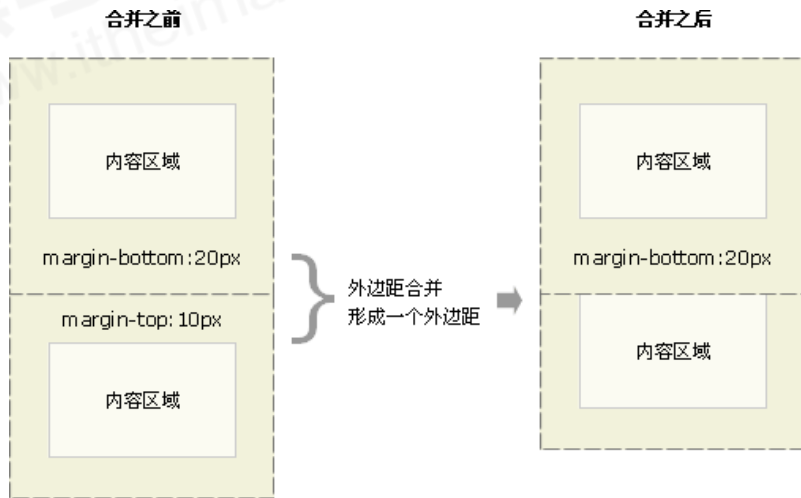 合并之前
合并之后
内容区域
margin-bottom:20px
margin-top:10px
内容区域
外边距合并
形成一个外边距
内容区域
margin-bottom:20px
内容区域